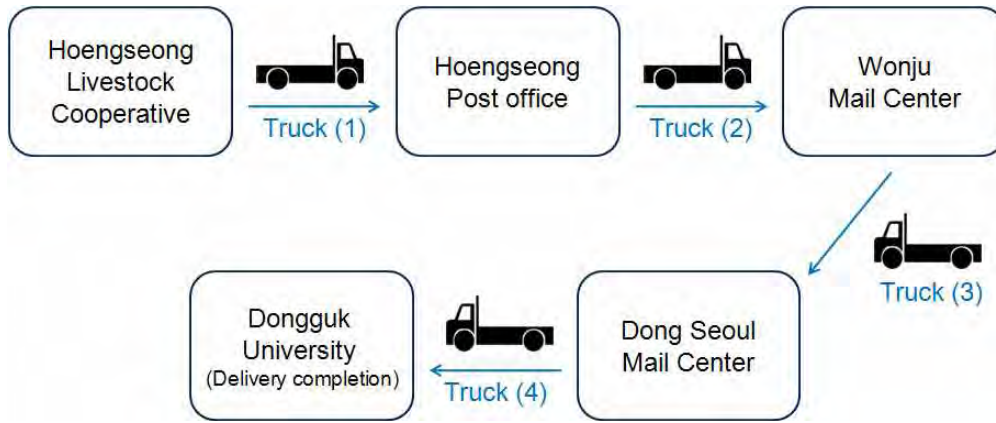 Hoengseong
Livestock
Cooperative
Truck (1)
Hoengseong
Post office
Truck (2)
Wonju
Mail Center
Truck (3)
Dong Seoul
Mail Center
Truck (4)
Dongguk
University
(Delivery completion)